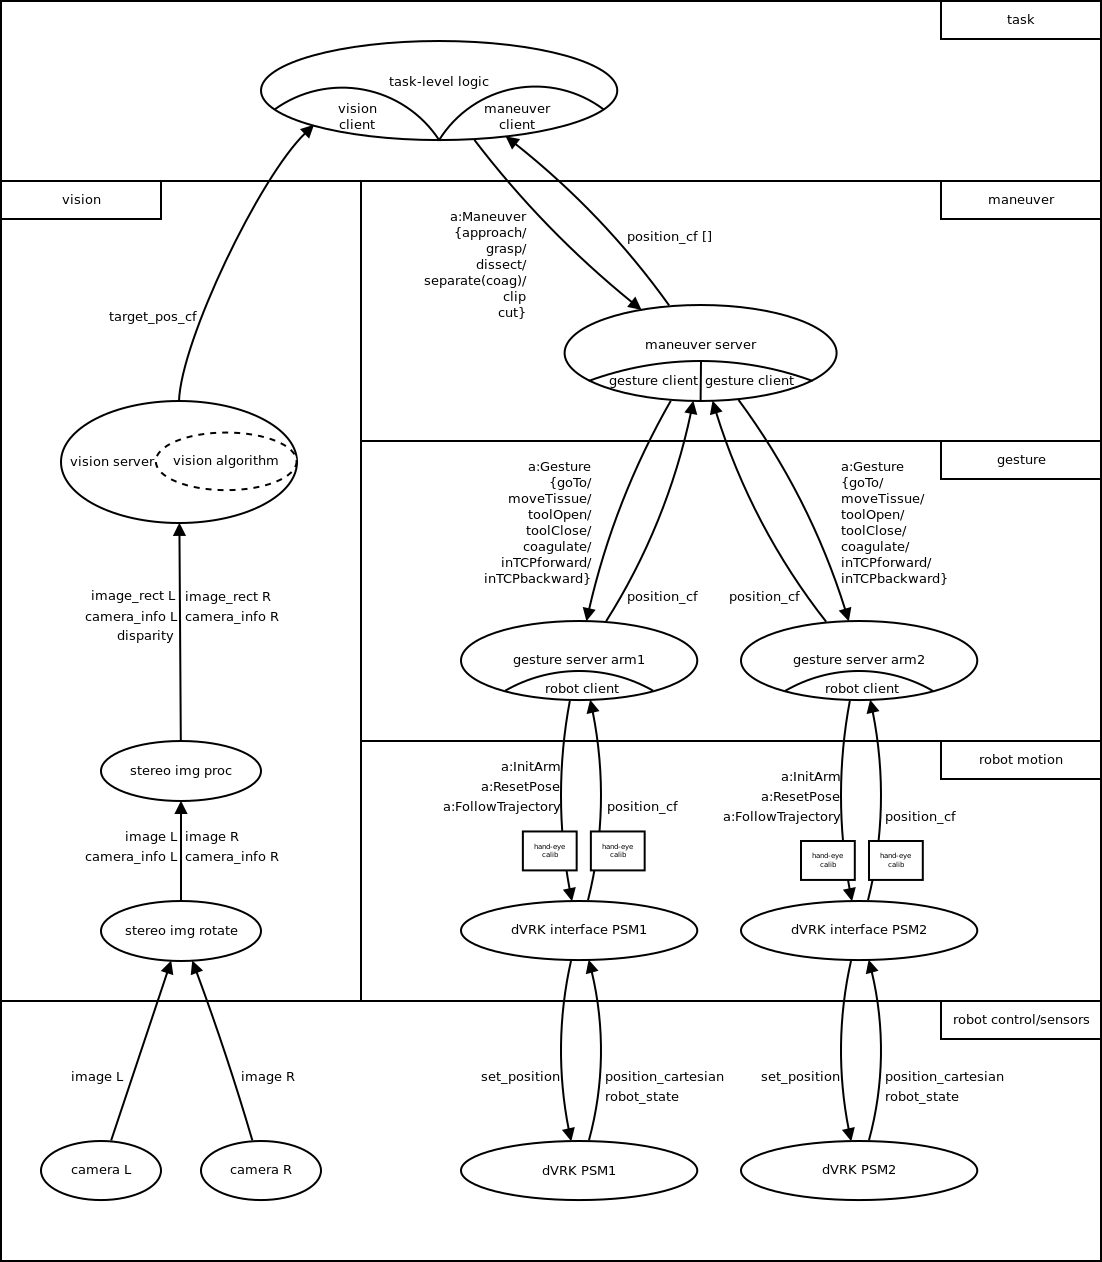 task
task-level logic
vision
client
maneuver
client
vision
maneuver
a:Maneuver
{approach/
grasp/
dissect/
separate(coag)/
clip
cut}
position_cf []
target_pos_cf
maneuver server
gesture client
gesture client
vision server
vision algorithm
gesture
a:Gesture
{goTo/
moveTissue/
toolOpen/
toolClose/
coagulate/
inTCPforward/
inTCPbackward}
position_cf
position_cf
a:Gesture
{goTo/
moveTissue/
toolOpen/
toolClose/
coagulate/
inTCPforward/
inTCPbackward}
image_rect L
camera_info L
disparity
image_rect R
camera_info R
gesture server arm1
robot client
gesture server arm2
robot client
robot motion
stereo img proc
a:InitArm
a:ResetPose
a:FollowTrajectory
position_cf
hand-eye
calib
hand-eye
calib
a:InitArm
a:ResetPose
a:FollowTrajectory
position_cf
hand-eye
calib
hand-eye
calib
image L
camera_info L
image R
camera_info R
stereo img rotate
dVRK interface PSM1
dVRK interface PSM2
robot control/sensors
image L
image R
set_position
position_cartesian
robot_state
set_position
position_cartesian
robot_state
camera L
camera R
dVRK PSM1
dVRK PSM2